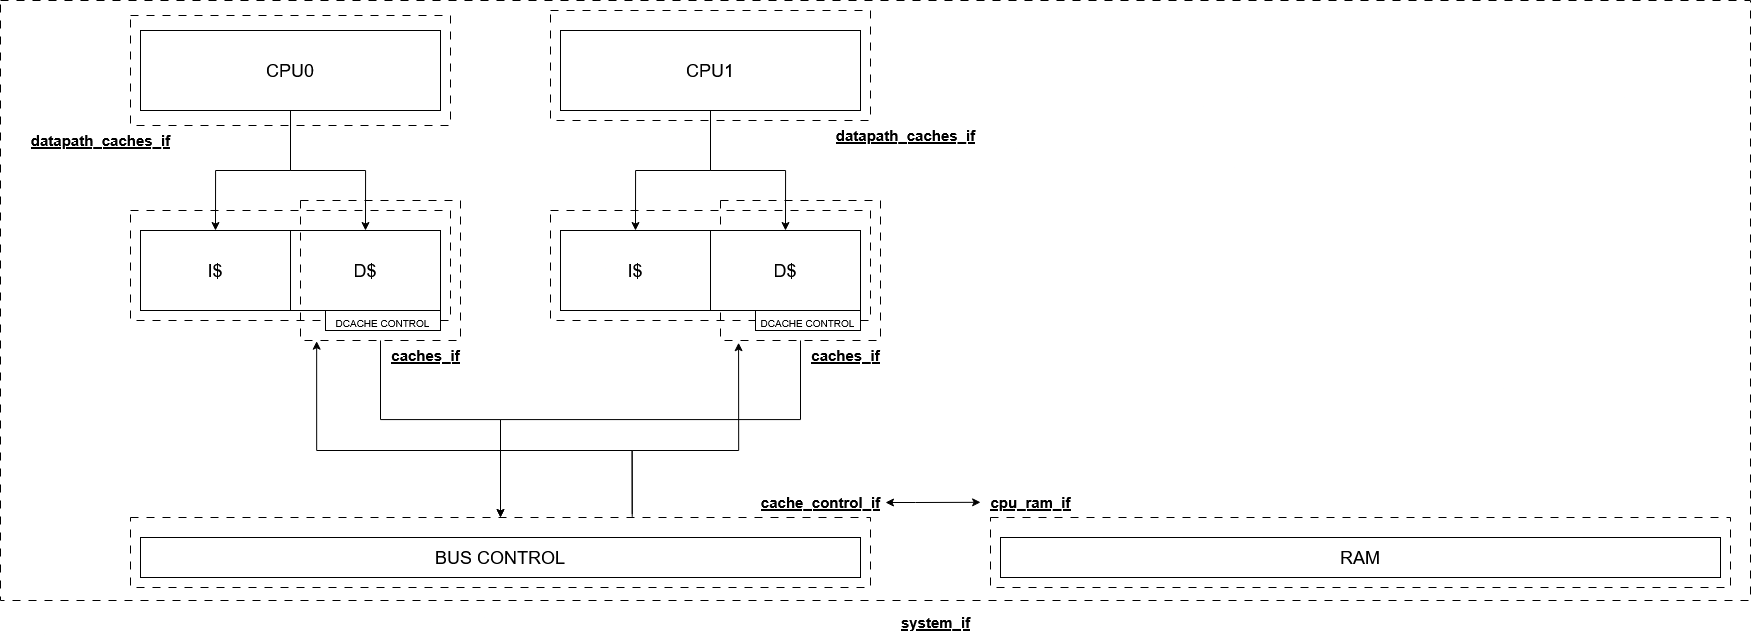 CPU0
CPU1
datapath_caches_if
datapath_caches_if
I$
D$
I$
D$
DCACHE CONTROL
DCACHE CONTROL
caches_if
caches_if
cache_control_if
cpu_ram_if
BUS CONTROL
RAM
system_if